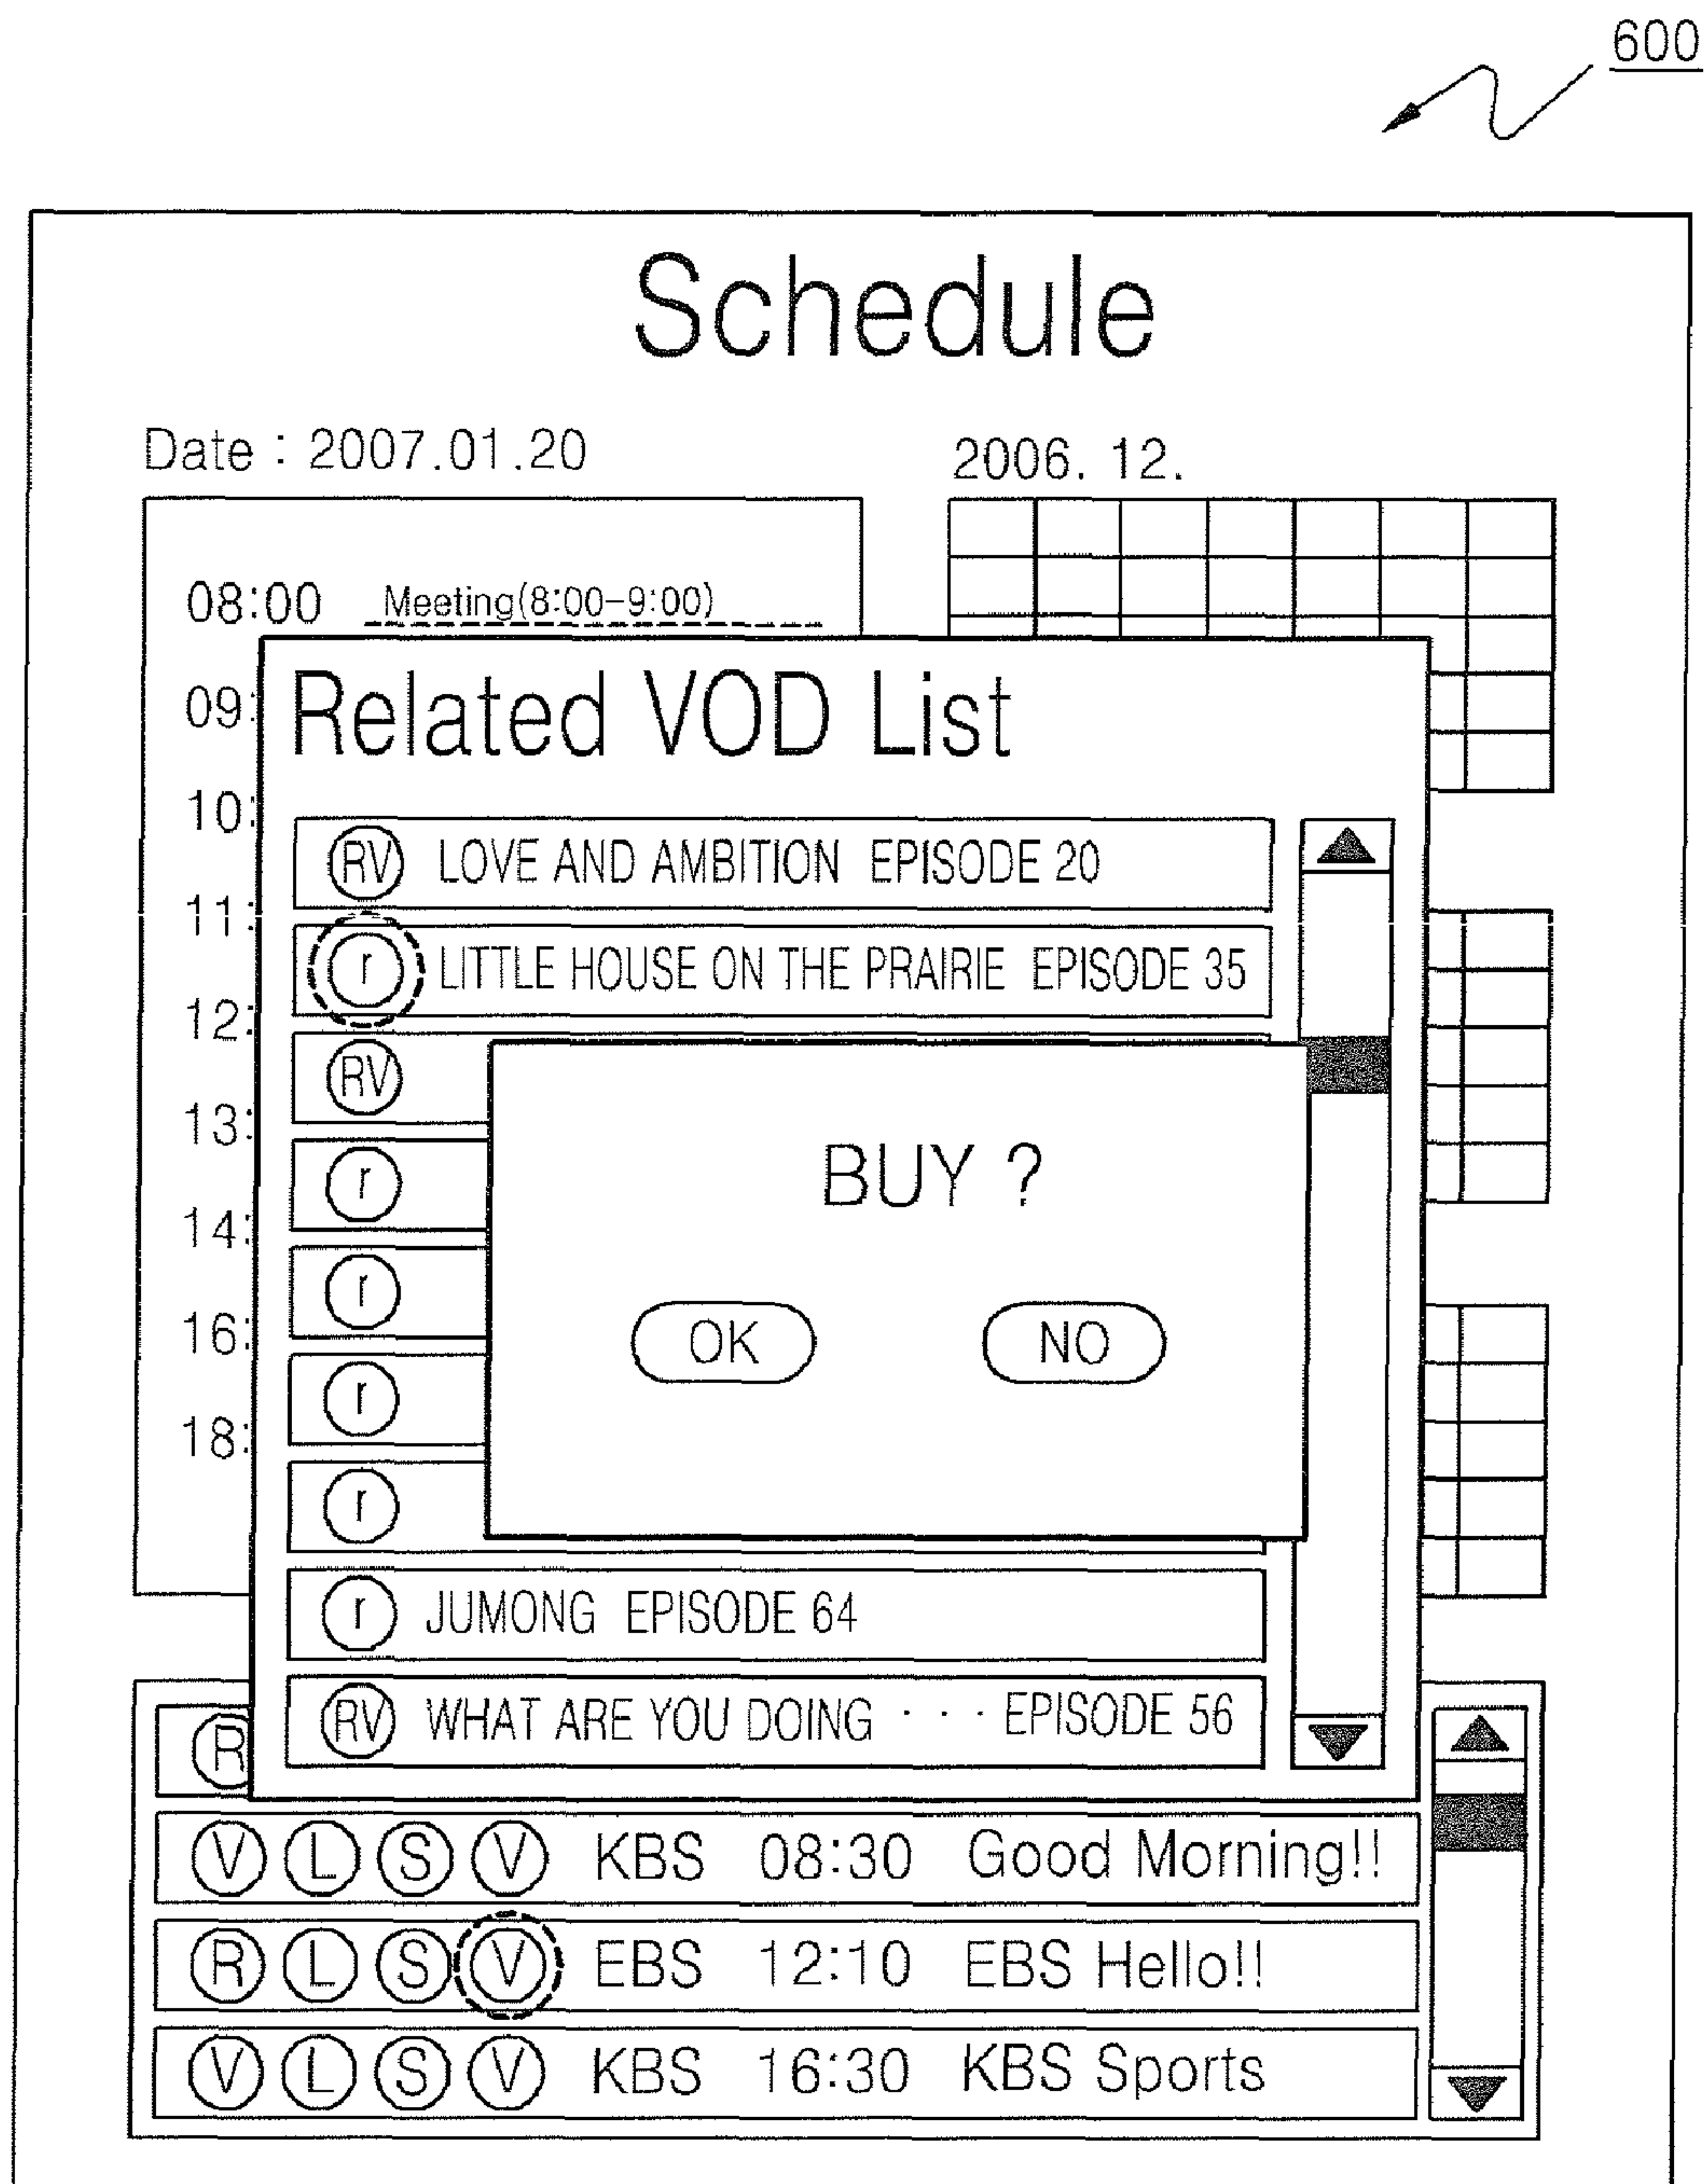 600
Schedule
Date : 2007.01.20
2006. 12.
08:00 Meeting(8:00-9:00)
09:
Related VOD List
10:
RV LOVE AND AMBITION EPISODE 20
11:
r LITTLE HOUSE ON THE PRAIRIE EPISODE 35
12:
RV
13:
BUY ?
r
14:
r
16:
OK NO
r
18:
r
r JUMONG EPISODE 64
RV WHAT ARE YOU DOING · · · EPISODE 56
R
V L S V KBS 08:30 Good Morning!!
R L S V EBS 12:10 EBS Hello!!
V L S V KBS 16:30 KBS Sports